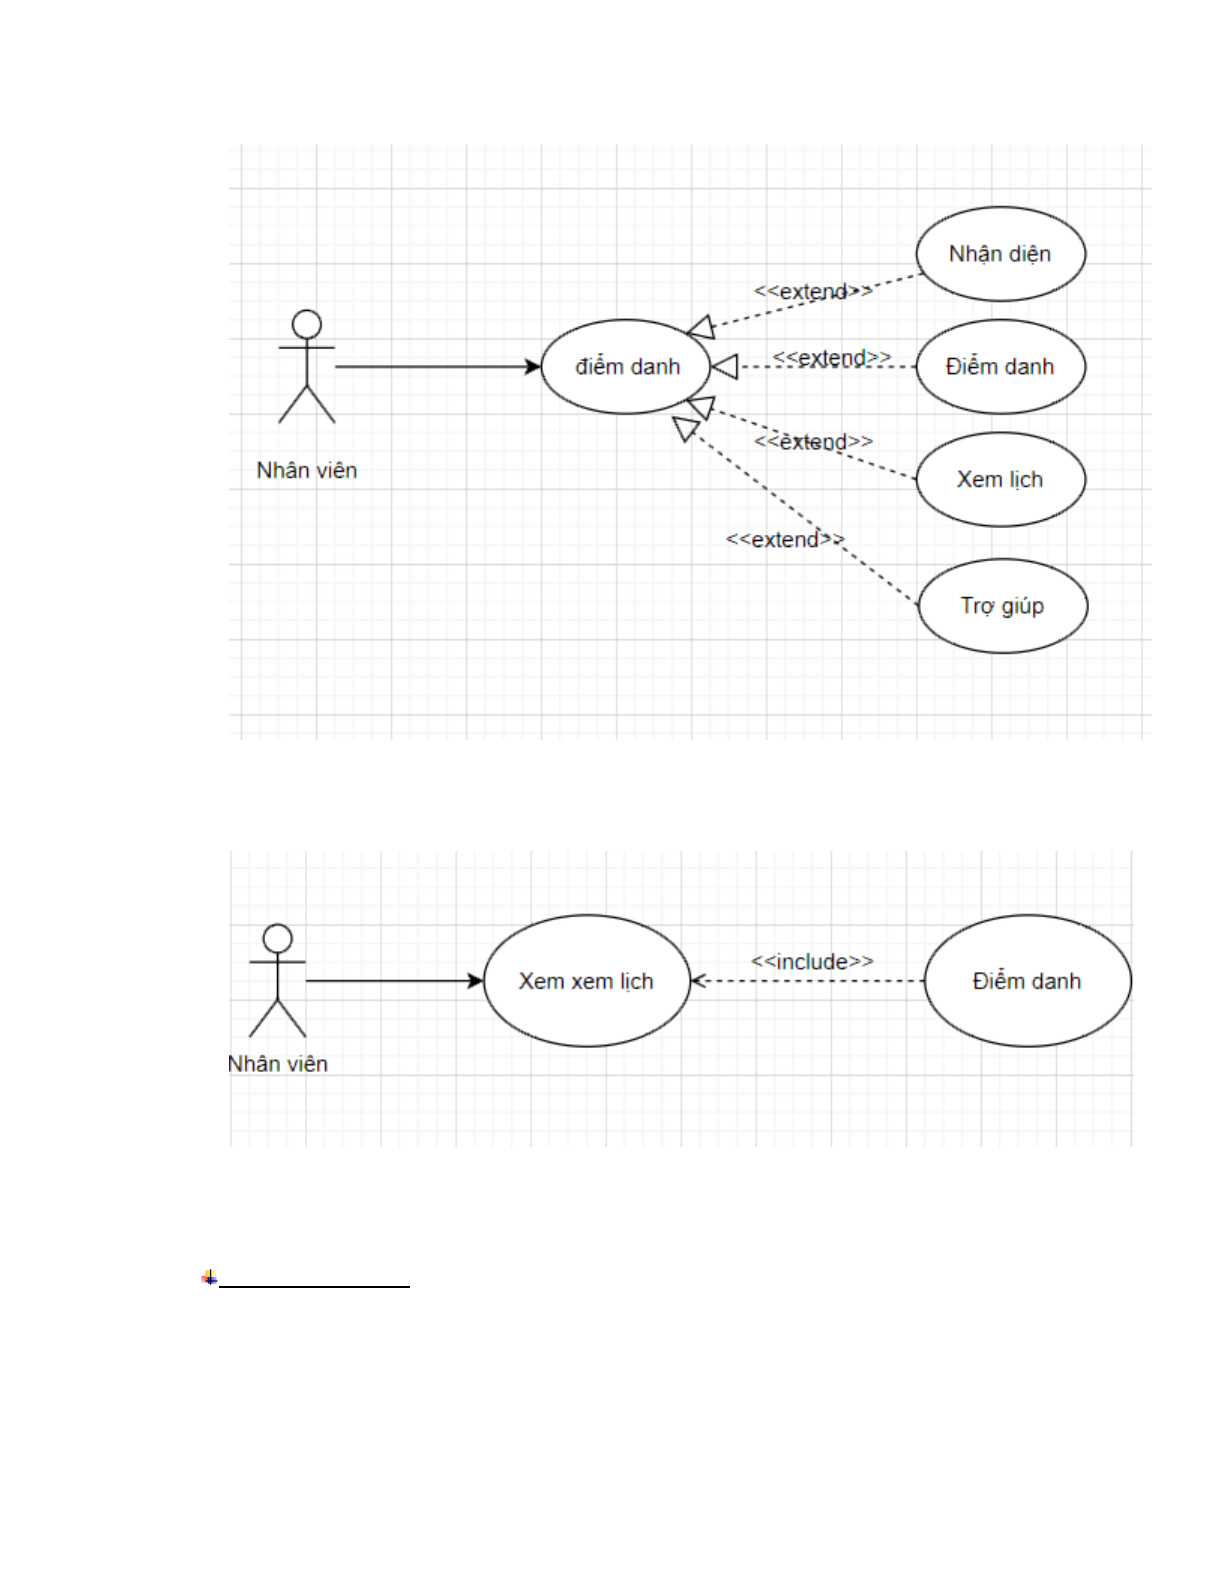 Nhận diện
<<extend>>
điểm danh
<<extend>>
Điểm danh
<<extend>>
Nhân viên
Xem lịch
<<extend>>
Trợ giúp
Xem xem lịch
<<include>>
Điểm danh
Nhân viên